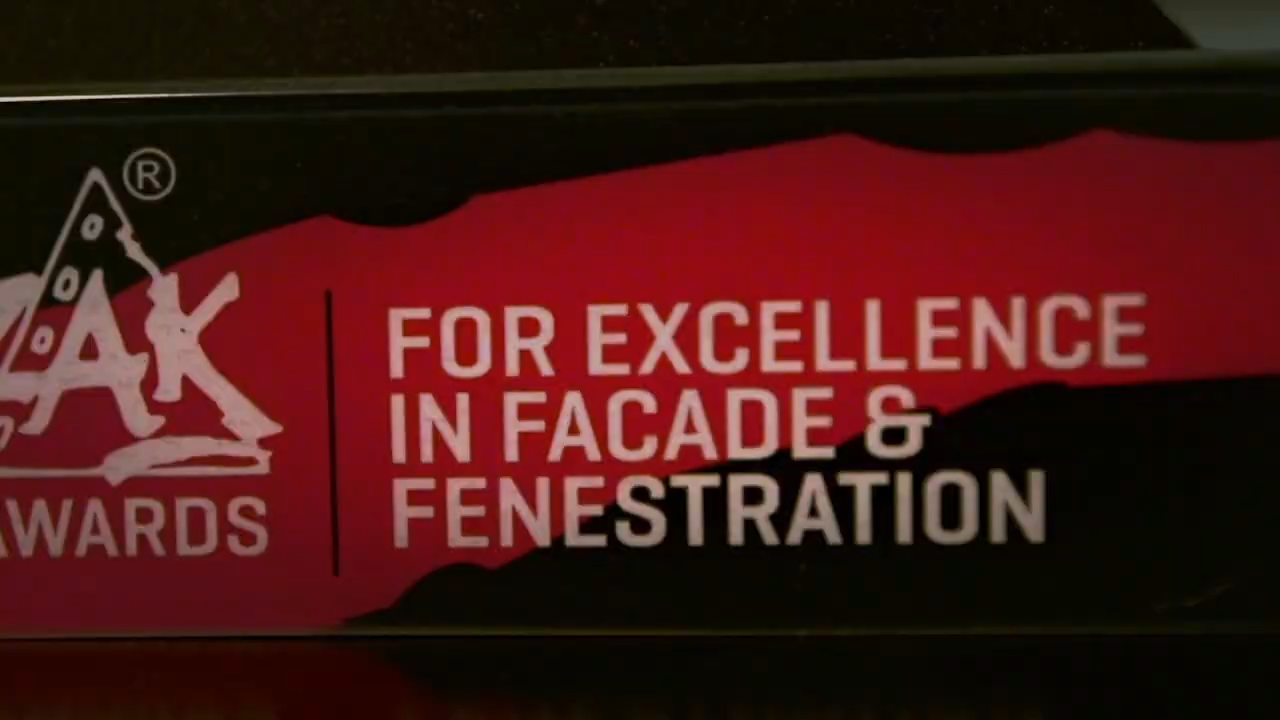 ®
ZAK
AWARDS
FOR EXCELLENCE
IN FACADE &
FENESTRATION